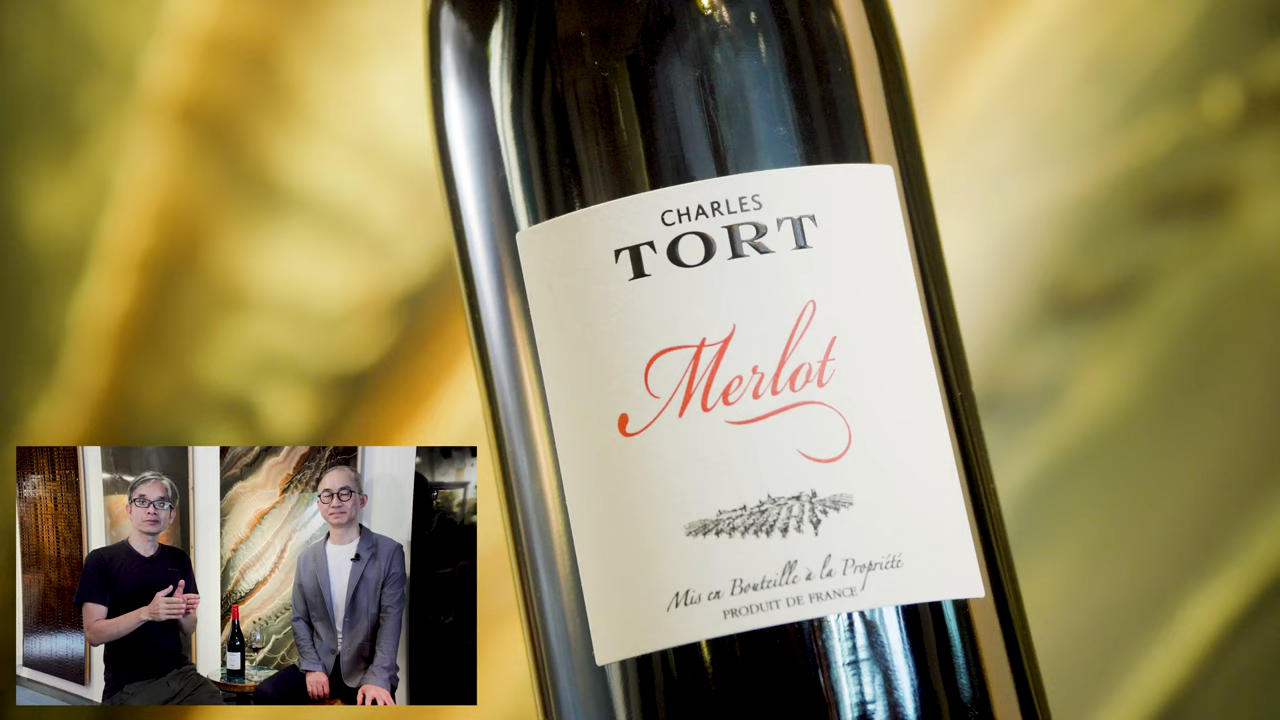 CHARLES
TORT
Merlot
Mis en Bouteille à la Propriété
PRODUIT DE FRANCE